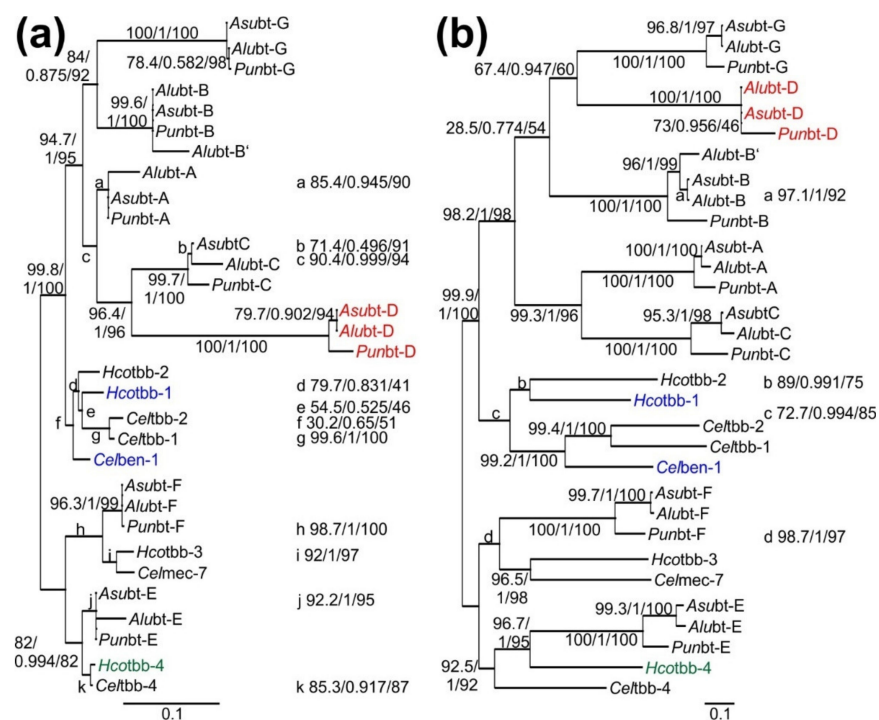 (a)
Asubt-G
100/1/100
Alubt-G
84/
0.875/92
78.4/0.582/98
Punbt-G
Alubt-B
99.6/
1/100
Asubt-B
Punbt-B
94.7/
1/95
Alubt-B'
Alubt-A
a
a 85.4/0.945/90
Asubt-A
Punbt-A
c
b
AsubtC
b 71.4/0.496/91
Alubt-C
c 90.4/0.999/94
99.8/
1/100
99.7/
1/100
Punbt-C
96.4/
1/96
79.7/0.902/94
Asubt-D
Alubt-D
100/1/100
Punbt-D
Hcotbb-2
d
d 79.7/0.831/41
Hcotbb-1
e
e 54.5/0.525/46
f
Celtbb-2
f 30.2/0.65/51
g
Celtbb-1
g 99.6/1/100
Celben-1
Asubt-F
96.3/1/99
Alubt-F
h
Punbt-F
h 98.7/1/100
i
Hcotbb-3
i 92/1/97
Celmec-7
Asubt-E
j
j 92.2/1/95
Alubt-E
Punbt-E
82/
0.994/82
Hcotbb-4
k
Celtbb-4
k 85.3/0.917/87
0.1
(b)
96.8/1/97
Asubt-G
Alubt-G
67.4/0.947/60
100/1/100
Punbt-G
Alubt-D
100/1/100
Asubt-D
28.5/0.774/54
73/0.956/46
Punbt-D
Alubt-B'
96/1/99
Asubt-B
a
Alubt-B
a 97.1/1/92
100/1/100
98.2/1/98
Punbt-B
100/1/100
Asubt-A
Alubt-A
100/1/100
Punbt-A
99.9/
1/100
99.3/1/96
95.3/1/98
AsubtC
Alubt-C
100/1/100
Punbt-C
b
Hcotbb-2
b 89/0.991/75
Hcotbb-1
c
c 72.7/0.994/85
99.4/1/100
Celtbb-2
Celtbb-1
99.2/1/100
Celben-1
99.7/1/100
Asubt-F
Alubt-F
d
100/1/100
Punbt-F
d 98.7/1/97
Hcotbb-3
96.5/
1/98
Celmec-7
99.3/1/100
Asubt-E
Alubt-E
96.7/
1/95
100/1/100
Punbt-E
92.5/
1/92
Hcotbb-4
Celtbb-4
0.1